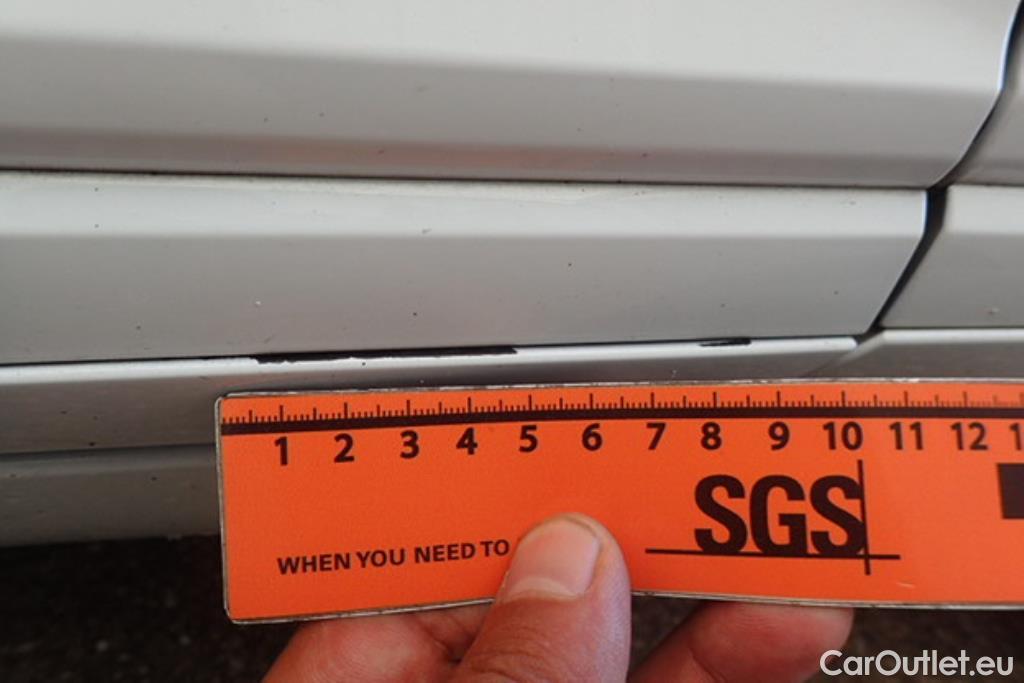 1 2 3 4 5 6 7 8 9 10 11 12
SGS
WHEN YOU NEED TO
CarOutlet.eu